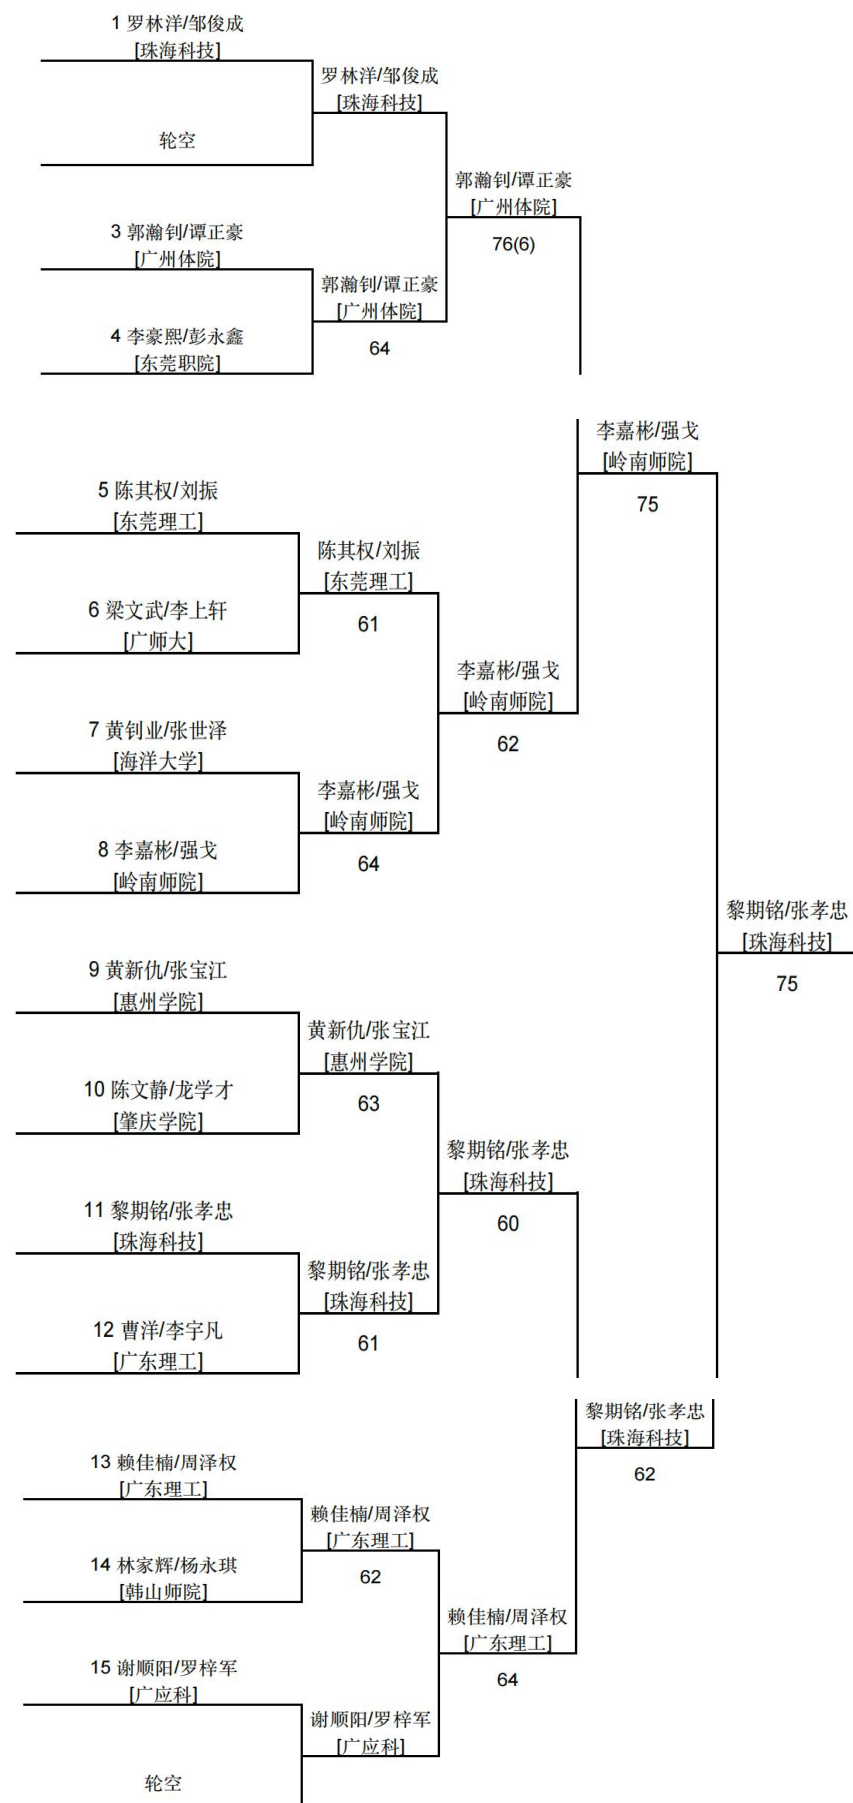 1 罗林洋/邹俊成
[珠海科技]
罗林洋/邹俊成
[珠海科技]
轮空
郭瀚钊/谭正豪
[广州体院]
76(6)
3 郭瀚钊/谭正豪
[广州体院]
郭瀚钊/谭正豪
[广州体院]
64
4 李豪熙/彭永鑫
[东莞职院]
李嘉彬/强戈
[岭南师院]
75
5 陈其权/刘振
[东莞理工]
陈其权/刘振
[东莞理工]
61
6 梁文武/李上轩
[广师大]
李嘉彬/强戈
[岭南师院]
62
7 黄钊业/张世泽
[海洋大学]
李嘉彬/强戈
[岭南师院]
64
8 李嘉彬/强戈
[岭南师院]
黎期铭/张孝忠
[珠海科技]
75
9 黄新仇/张宝江
[惠州学院]
黄新仇/张宝江
[惠州学院]
63
10 陈文静/龙学才
[肇庆学院]
黎期铭/张孝忠
[珠海科技]
60
11 黎期铭/张孝忠
[珠海科技]
黎期铭/张孝忠
[珠海科技]
61
12 曹洋/李宇凡
[广东理工]
黎期铭/张孝忠
[珠海科技]
62
13 赖佳楠/周泽权
[广东理工]
赖佳楠/周泽权
[广东理工]
62
14 林家辉/杨永琪
[韩山师院]
赖佳楠/周泽权
[广东理工]
64
15 谢顺阳/罗梓军
[广应科]
谢顺阳/罗梓军
[广应科]
轮空